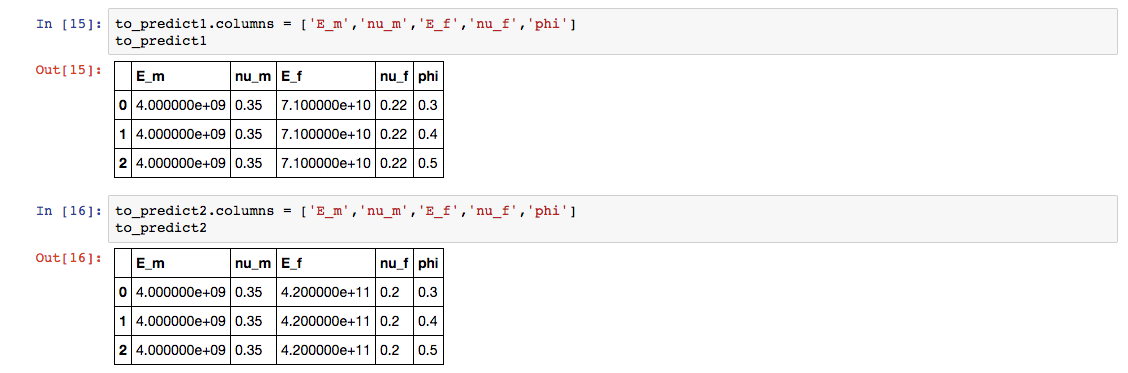 In [15]: to_predict1.columns = ['E_m','nu_m','E_f','nu_f','phi']
to_predict1
Out[15]:
E_m nu_m E_f nu_f phi
0 4.000000e+09 0.35 7.100000e+10 0.22 0.3
1 4.000000e+09 0.35 7.100000e+10 0.22 0.4
2 4.000000e+09 0.35 7.100000e+10 0.22 0.5
In [16]: to_predict2.columns = ['E_m','nu_m','E_f','nu_f','phi']
to_predict2
Out[16]:
E_m nu_m E_f nu_f phi
0 4.000000e+09 0.35 4.200000e+11 0.2 0.3
1 4.000000e+09 0.35 4.200000e+11 0.2 0.4
2 4.000000e+09 0.35 4.200000e+11 0.2 0.5